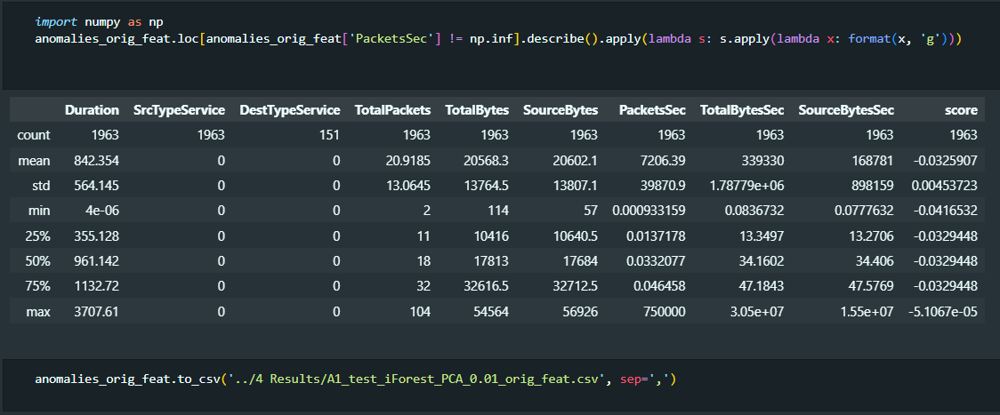 import numpy as np
anomalies_orig_feat.loc[anomalies_orig_feat['PacketsSec'] != np.inf].describe().apply(lambda s: s.apply(lambda x: format(x, 'g')))
Duration SrcTypeService DestTypeService TotalPackets TotalBytes SourceBytes PacketsSec TotalBytesSec SourceBytesSec score
count 1963 1963 151 1963 1963 1963 1963 1963 1963 1963
mean 842.354 0 0 20.9185 20568.3 20602.1 7206.39 339330 168781 -0.0325907
std 564.145 0 0 13.0645 13764.5 13807.1 39870.9 1.78779e+06 898159 0.00453723
min 4e-06 0 0 2 114 57 0.000933159 0.0836732 0.0777632 -0.0416532
25% 355.128 0 0 11 10416 10640.5 0.0137178 13.3497 13.2706 -0.0329448
50% 961.142 0 0 18 17813 17684 0.0332077 34.1602 34.406 -0.0329448
75% 1132.72 0 0 32 32616.5 32712.5 0.046458 47.1843 47.5769 -0.0329448
max 3707.61 0 0 104 54564 56926 750000 3.05e+07 1.55e+07 -5.1067e-05
anomalies_orig_feat.to_csv('../4 Results/A1_test_iForest_PCA_0.01_orig_feat.csv', sep=',')